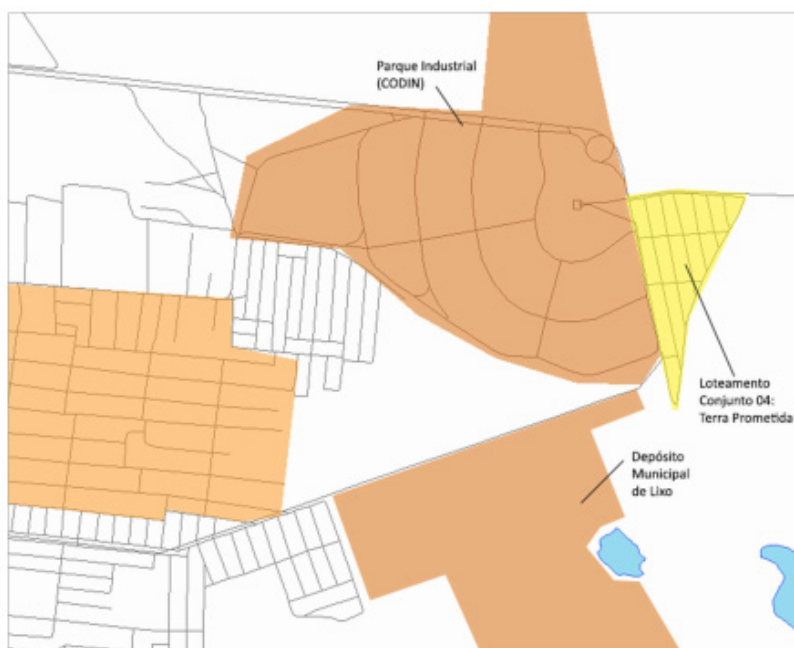 Parque Industrial
(CODIN)
Loteamento
Conjunto 04:
Terra Prometida
Depósito
Municipal
de Lixo